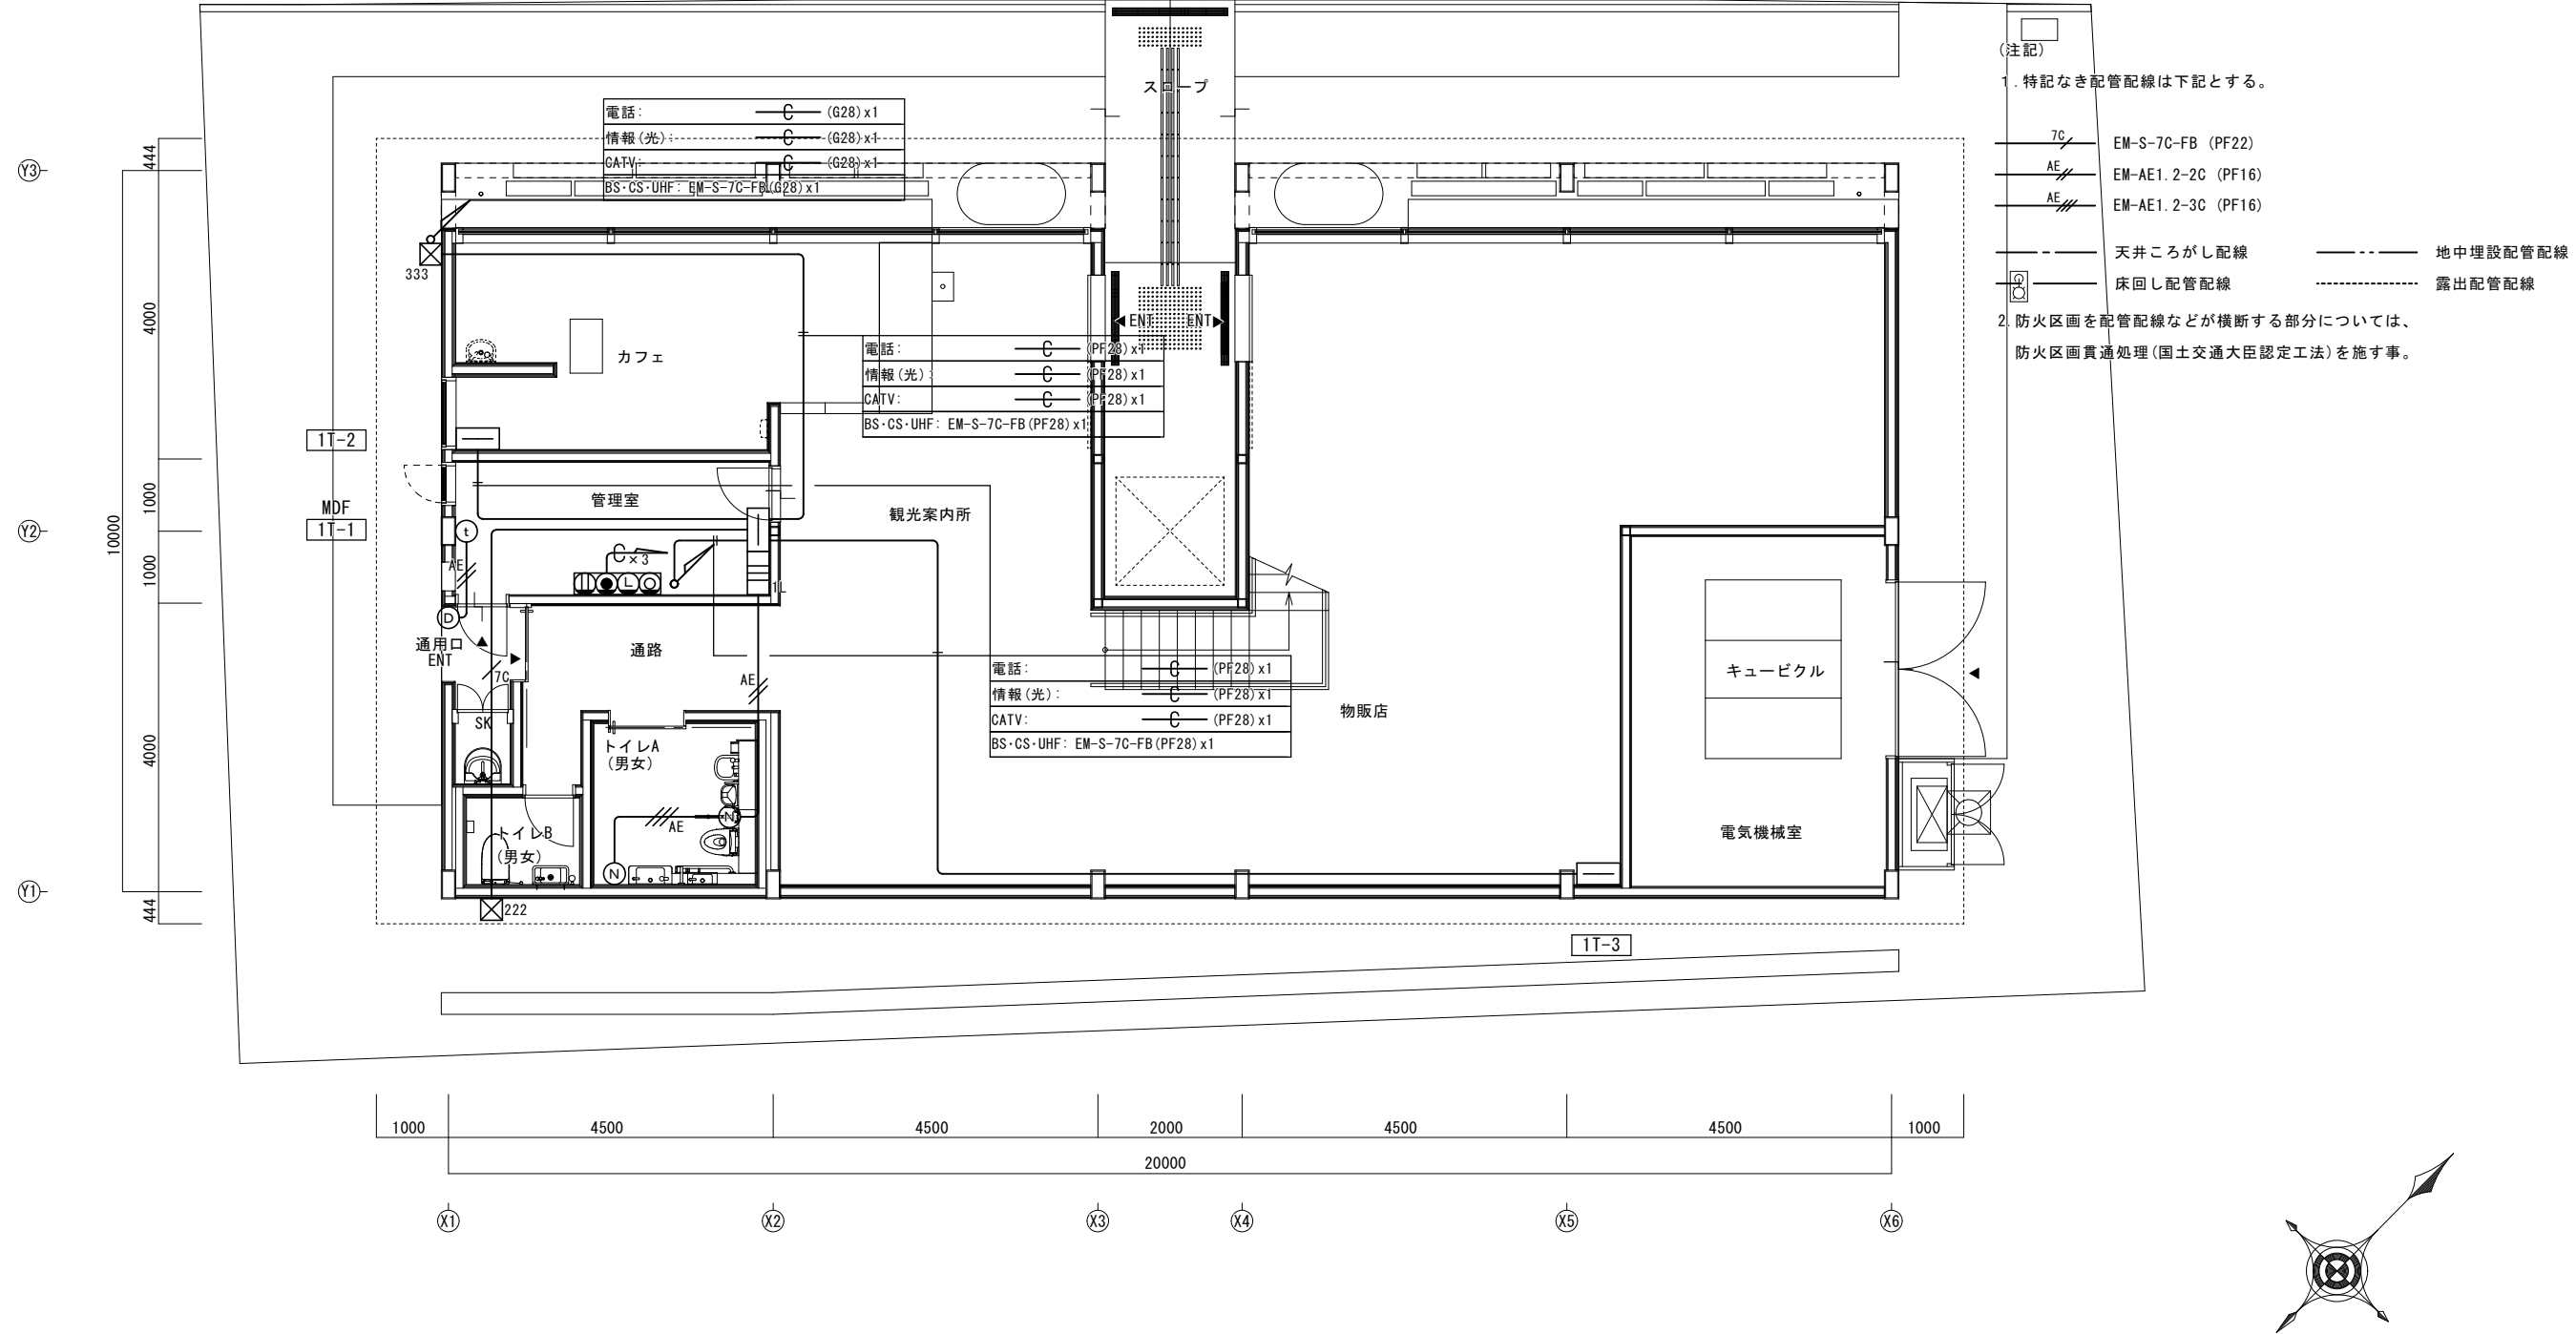 スロープ
(注記)
1.特記なき配管配線は下記とする。
7C EM-S-7C-FB (PF22)
AE EM-AE1.2-2C (PF16)
AE EM-AE1.2-3C (PF16)
天井ころがし配線 地中埋設配管配線
床回し配管配線 露出配管配線
2.防火区画を配管配線などが横断する部分については、
防火区画貫通処理(国土交通大臣認定工法)を施す事。
電話: C (G28)x1
情報(光): C (G28)x1
CATV: C (G28)x1
BS・CS・UHF: EM-S-7C-FB(G28)x1
Y3
Y2
Y1
444
4000
1000
1000
4000
444
10000
333
カフェ
ENT ENT
電話: C (PF28)x1
情報(光): C (PF28)x1
CATV: C (PF28)x1
BS・CS・UHF: EM-S-7C-FB(PF28)x1
1T-2
MDF
1T-1
管理室
観光案内所
t
AE
C×3
L
1L
D
通用口
ENT
通路
7C
AE
SK
電話: C (PF28)x1
情報(光): C (PF28)x1
CATV: C (PF28)x1
BS・CS・UHF: EM-S-7C-FB(PF28)x1
物販店
キュービクル
電気機械室
トイレA
(男女)
N
AE
N
トイレB
(男女)
222
1T-3
1000 4500 4500 2000 4500 4500 1000
20000
X1 X2 X3 X4 X5 X6